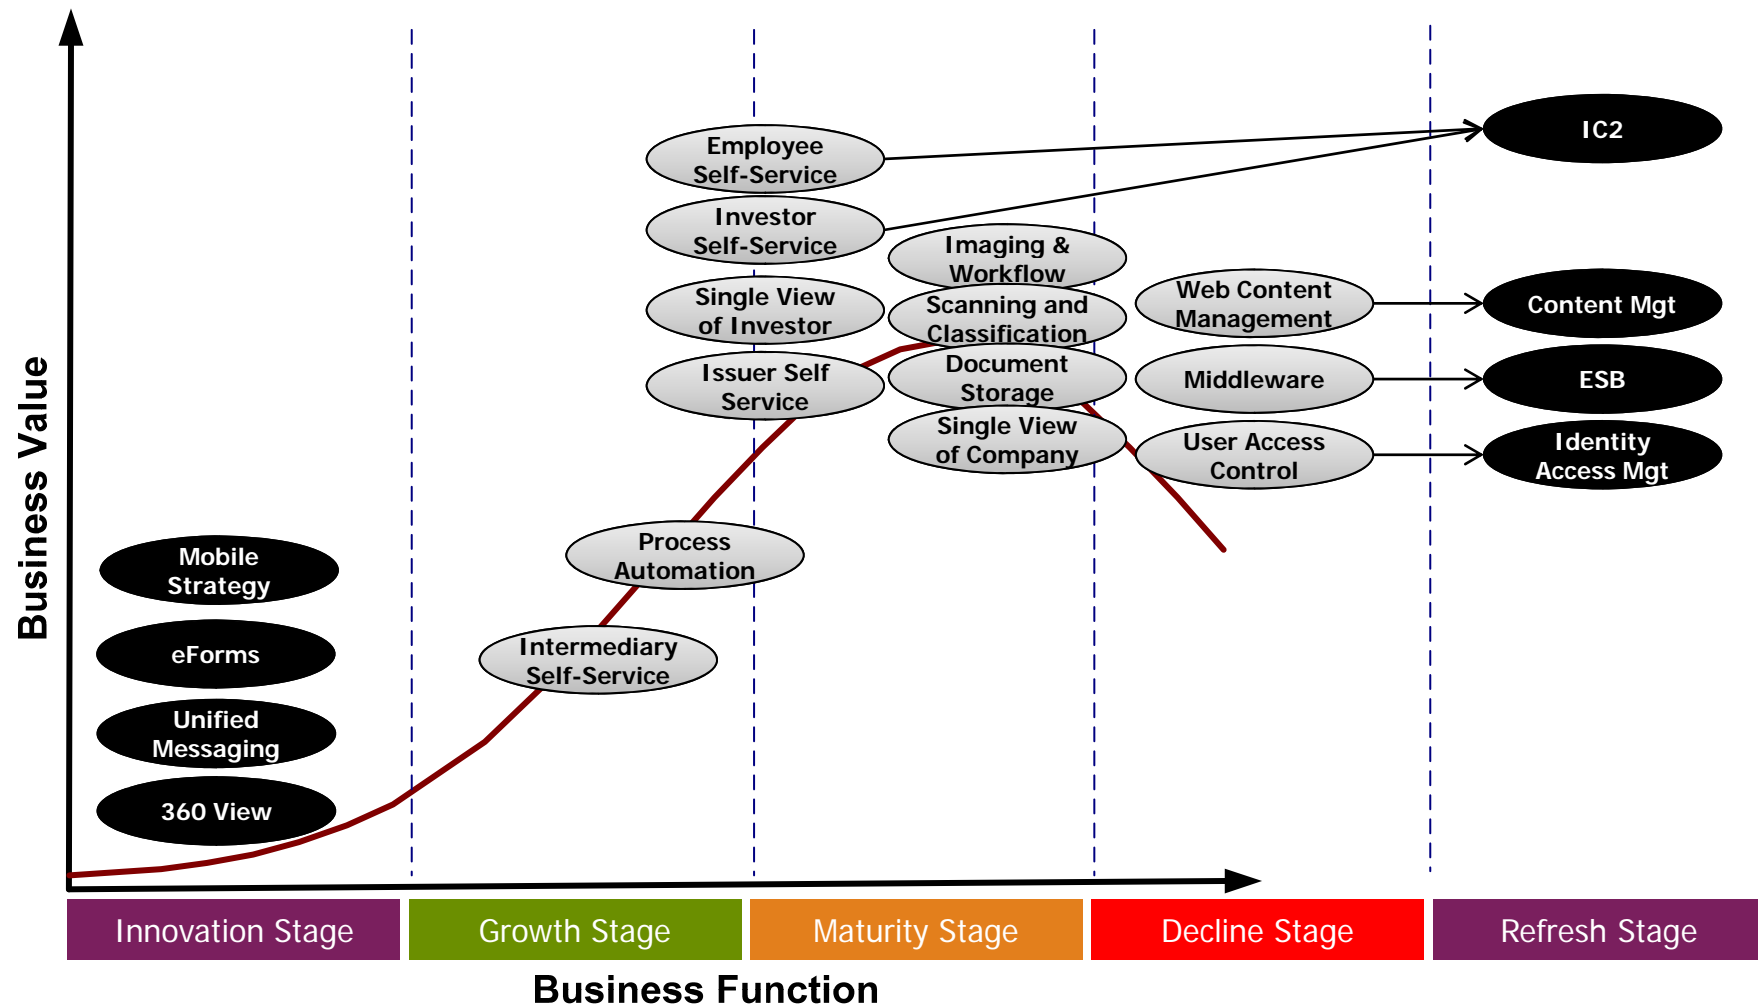 Business Value
Mobile
Strategy
eForms
Unified
Messaging
360 View
Intermediary
Self-Service
Process
Automation
Employee
Self-Service
Investor
Self-Service
Single View
of Investor
Issuer Self
Service
Imaging &
Workflow
Scanning and
Classification
Document
Storage
Single View
of Company
Web Content
Management
Middleware
User Access
Control
IC2
Content Mgt
ESB
Identity
Access Mgt
Innovation Stage
Growth Stage
Maturity Stage
Decline Stage
Refresh Stage
Business Function